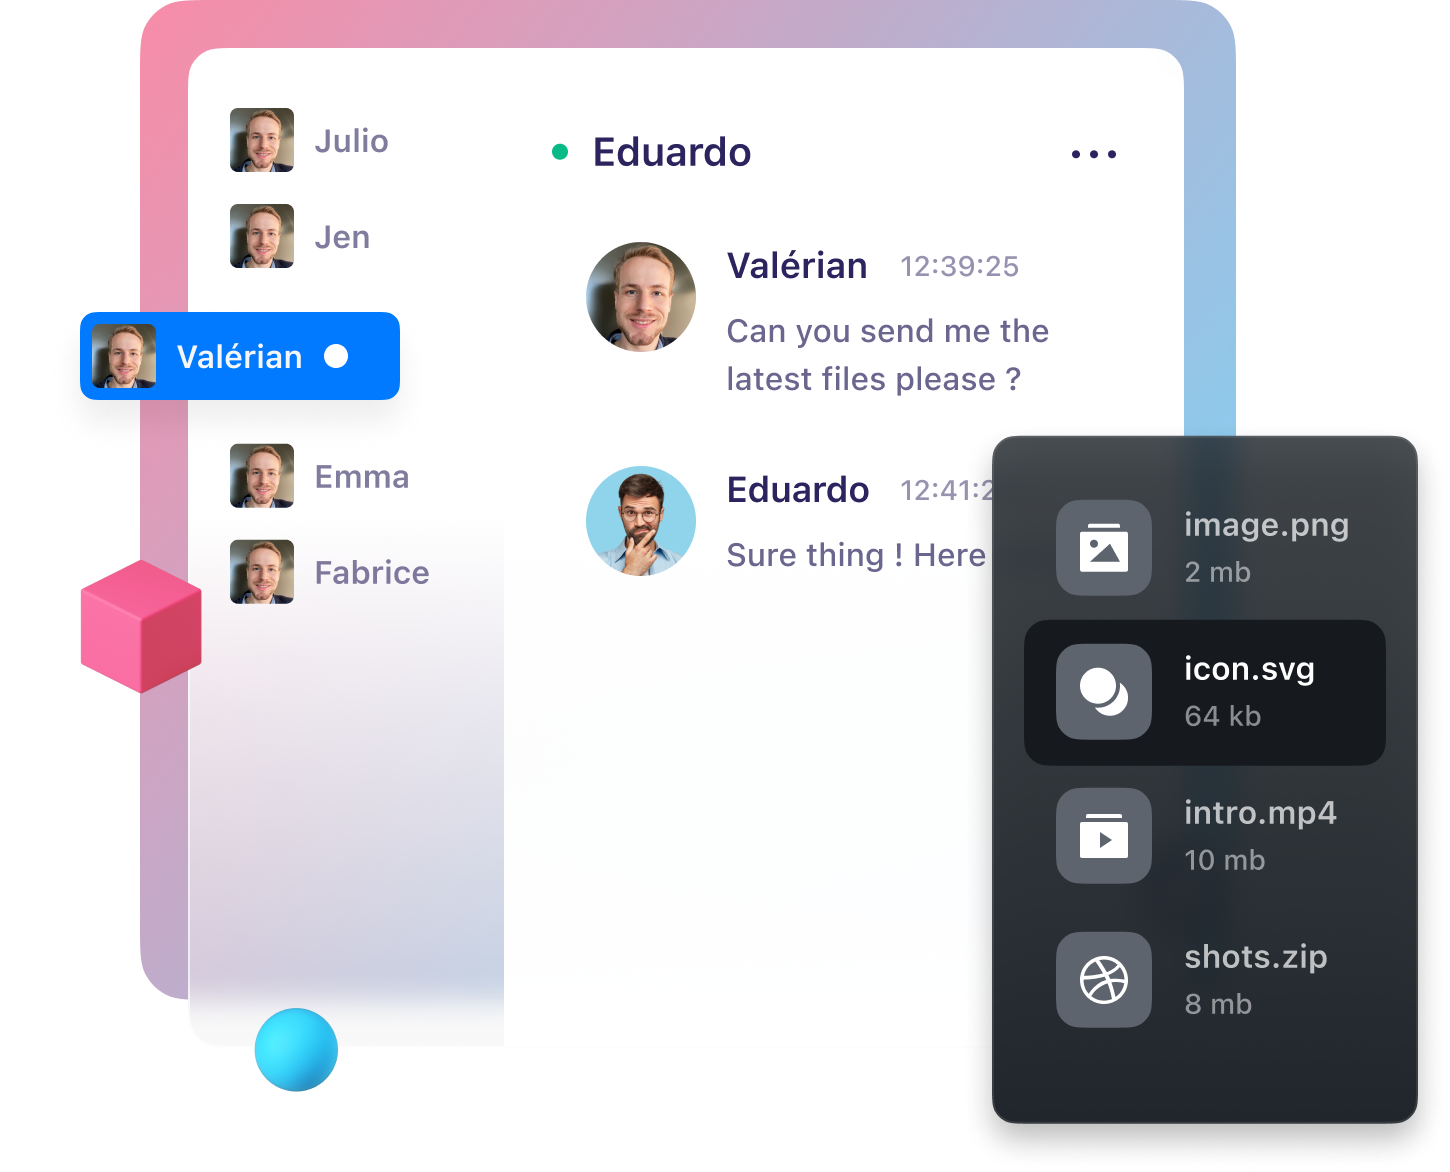 Julio
Jen
Valérian
Emma
Fabrice
Eduardo
Valérian 12:39:25
Can you send me the
latest files please ?
Eduardo 12:41:2
Sure thing ! Here
image.png
2 mb
icon.svg
64 kb
intro.mp4
10 mb
shots.zip
8 mb